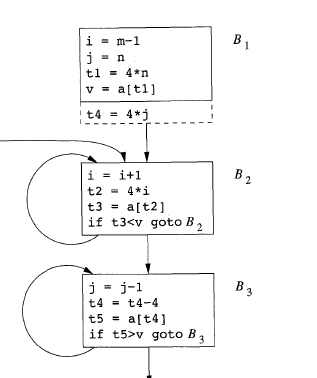 i = m-1
j = n
t1 = 4*n
v = a[t1]
t4 = 4*j
B1
i = i+1
t2 = 4*i
t3 = a[t2]
if t3<v goto B2
B2
j = j-1
t4 = t4-4
t5 = a[t4]
if t5>v goto B3
B3